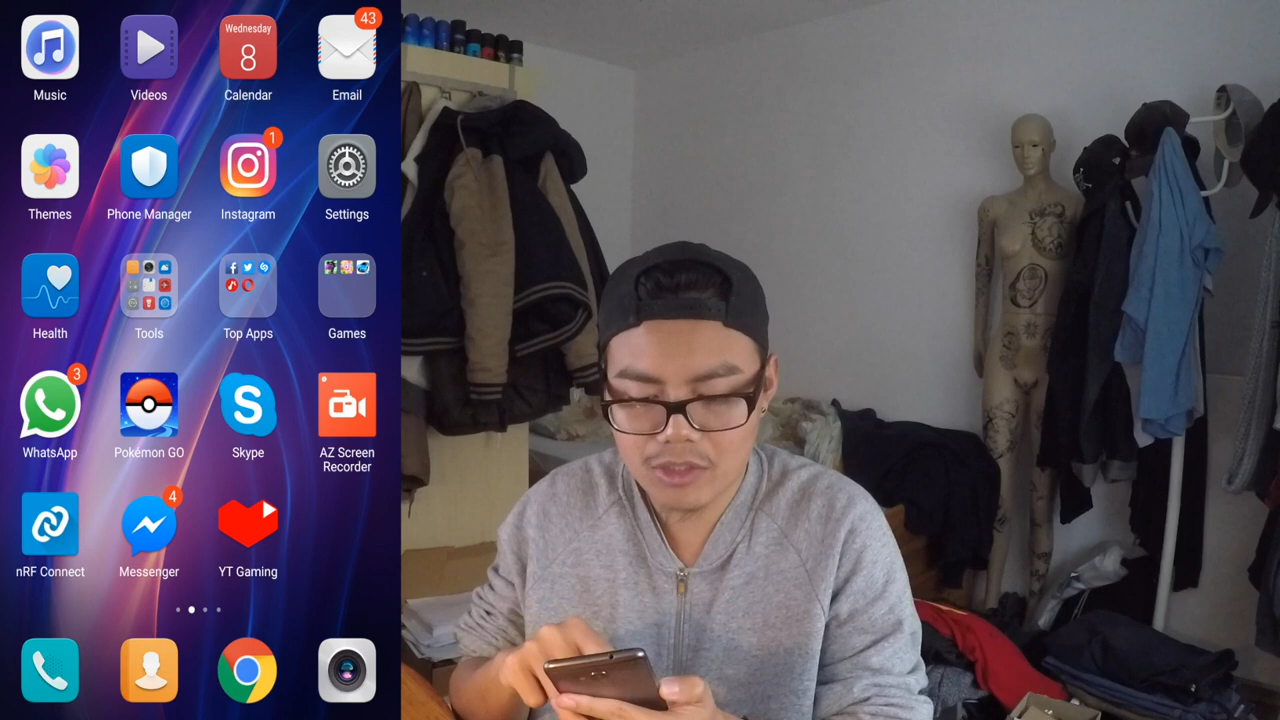 43
Wednesday
8
Music
Videos
Calendar
Email
1
Themes
Phone Manager
Instagram
Settings
Health
Tools
Top Apps
Games
3
S
WhatsApp
Pokémon GO
Skype
AZ Screen
Recorder
4
nRF Connect
Messenger
YT Gaming